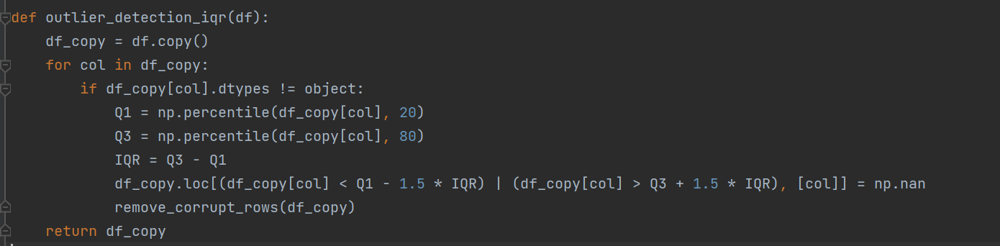 def outlier_detection_iqr(df):
    df_copy = df.copy()
    for col in df_copy:
        if df_copy[col].dtypes != object:
            Q1 = np.percentile(df_copy[col], 20)
            Q3 = np.percentile(df_copy[col], 80)
            IQR = Q3 - Q1
            df_copy.loc[(df_copy[col] < Q1 - 1.5 * IQR) | (df_copy[col] > Q3 + 1.5 * IQR), [col]] = np.nan
            remove_corrupt_rows(df_copy)
    return df_copy